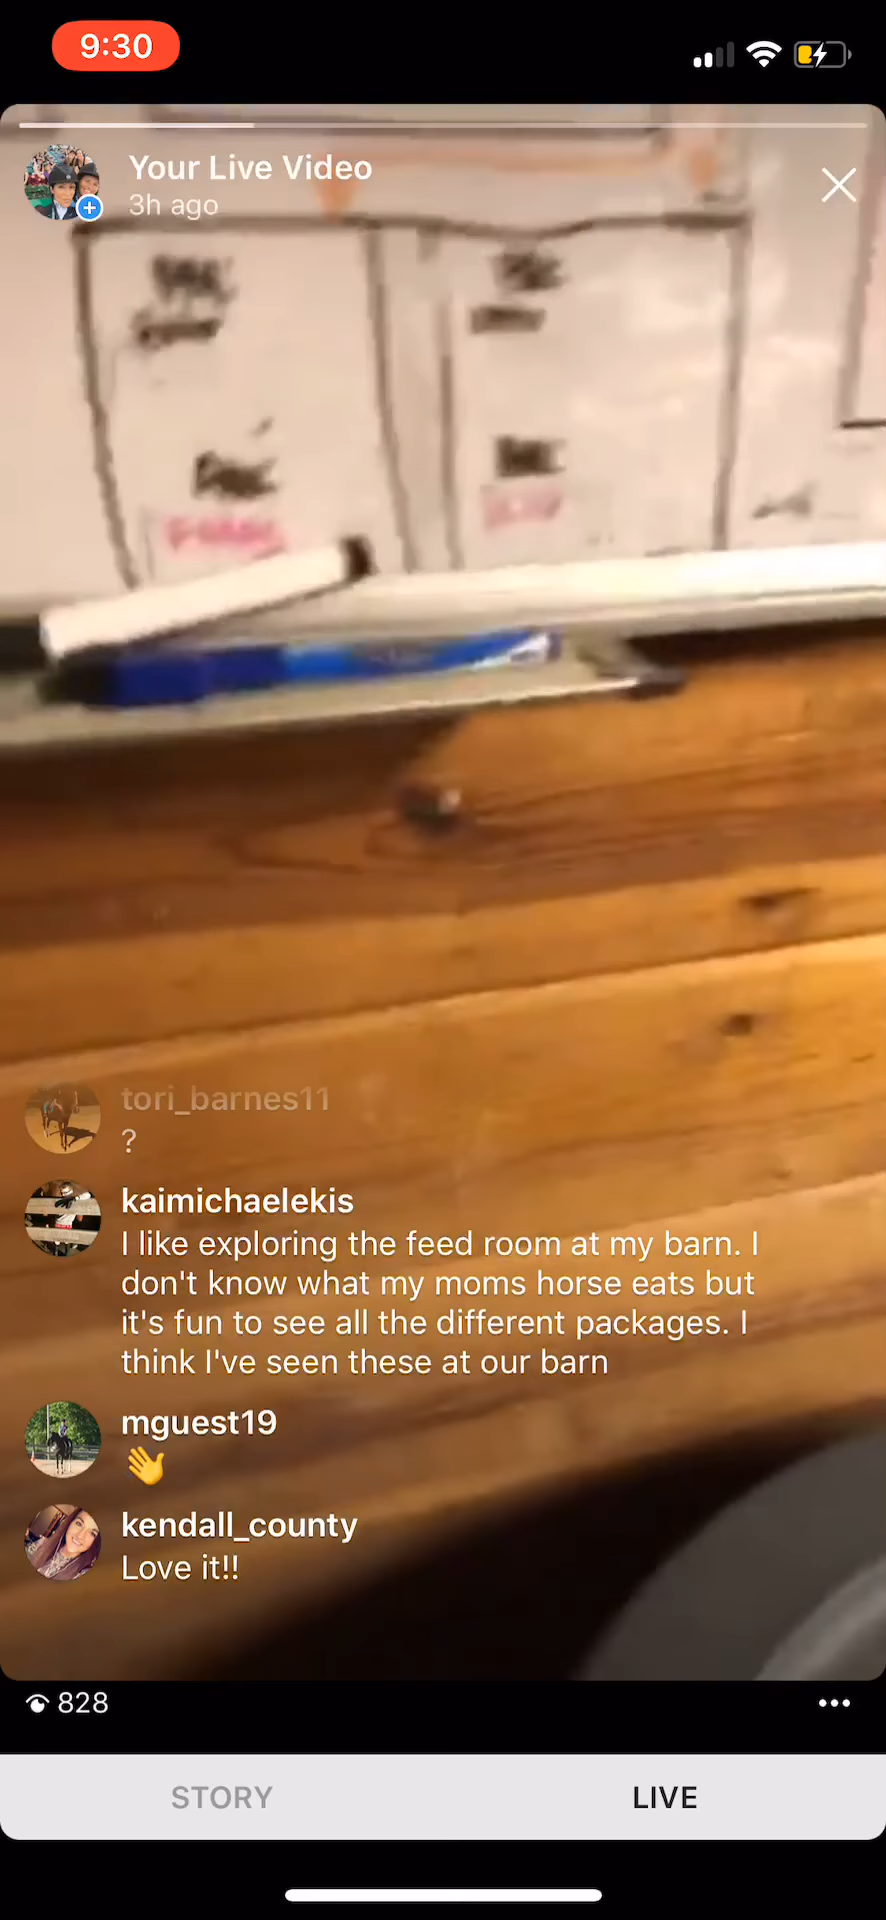 9:30
Your Live Video
3h ago
tori_barnes11
?
kaimichaelekis
I like exploring the feed room at my barn. I
don't know what my moms horse eats but
it's fun to see all the different packages. I
think I've seen these at our barn
mguest19
👋
kendall_county
Love it!!
828
STORY
LIVE